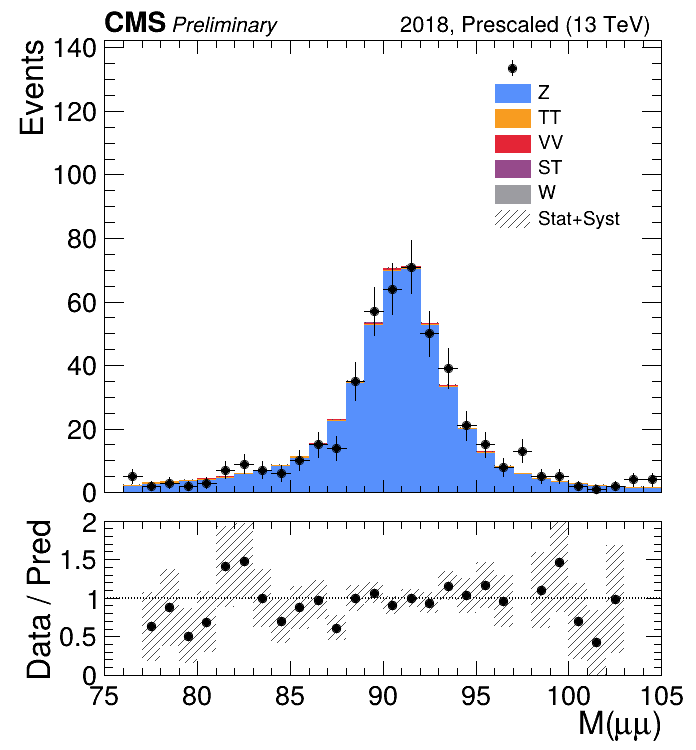 CMS Preliminary 2018, Prescaled (13 TeV)
Events
140
120
100
80
60
40
20
0
Z
TT
VV
ST
W
Stat+Syst
Data / Pred
2
1.5
1
0.5
0
75 80 85 90 95 100 105
M(μμ)